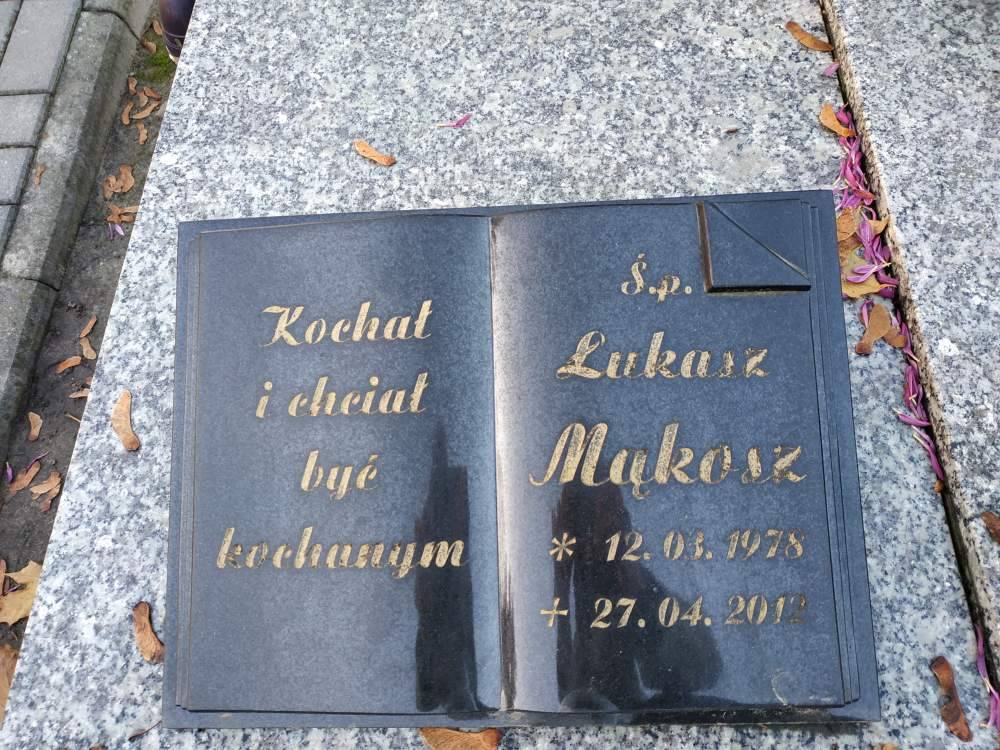 Kochał
i chciał
być
kochanym
Ś.p.
Łukasz
Mąkosz
* 12. 03. 1978
+ 27. 04. 2012